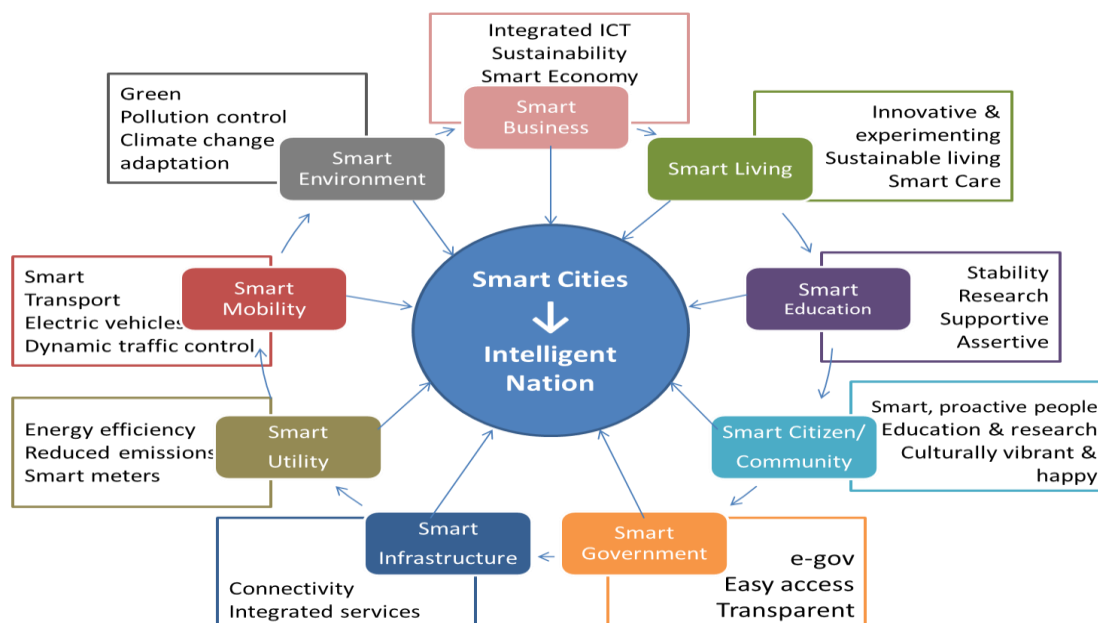 Integrated ICT
Sustainability
Smart Economy
Smart
Business
Innovative &
experimenting
Sustainable living
Smart Care
Smart Living
Stability
Research
Supportive
Assertive
Smart
Education
Smart, proactive people
Education & research
Culturally vibrant &
happy
Smart Citizen/
Community
e-gov
Easy access
Transparent
Smart
Government
Connectivity
Integrated services
Smart
Infrastructure
Energy efficiency
Reduced emissions
Smart meters
Smart
Utility
Smart
Transport
Electric vehicles
Dynamic traffic control
Smart
Mobility
Green
Pollution control
Climate change
adaptation
Smart
Environment
Smart Cities
Intelligent
Nation